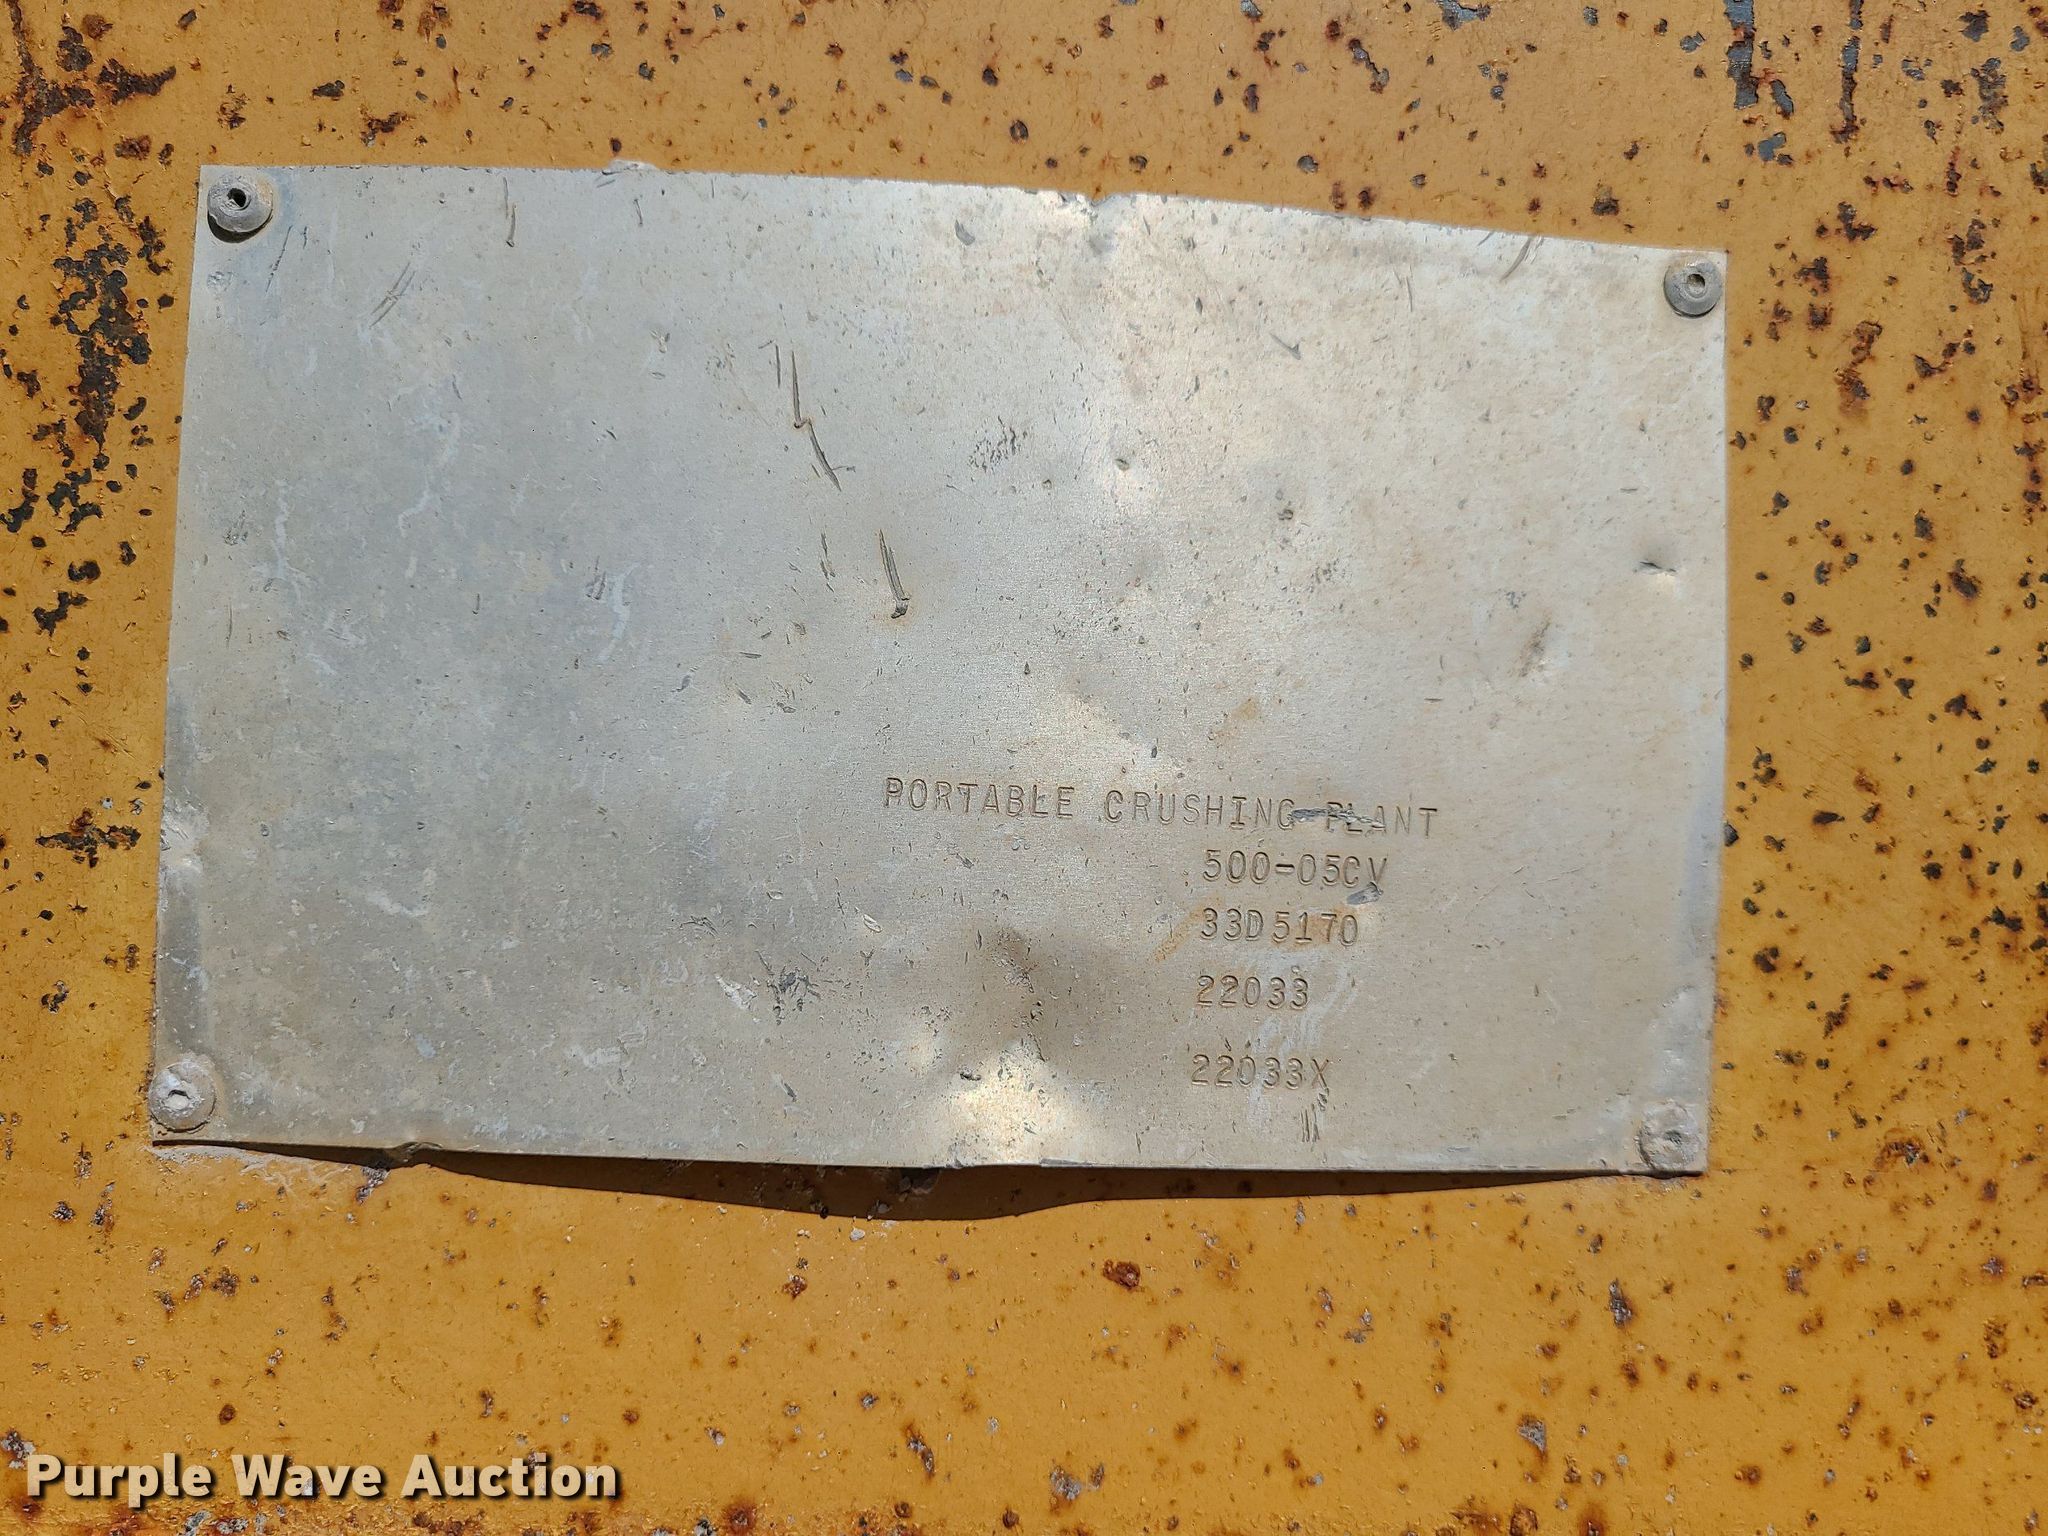 PORTABLE CRUSHING PLANT
500-05CV
33D5170
22033
22033X
Purple Wave Auction